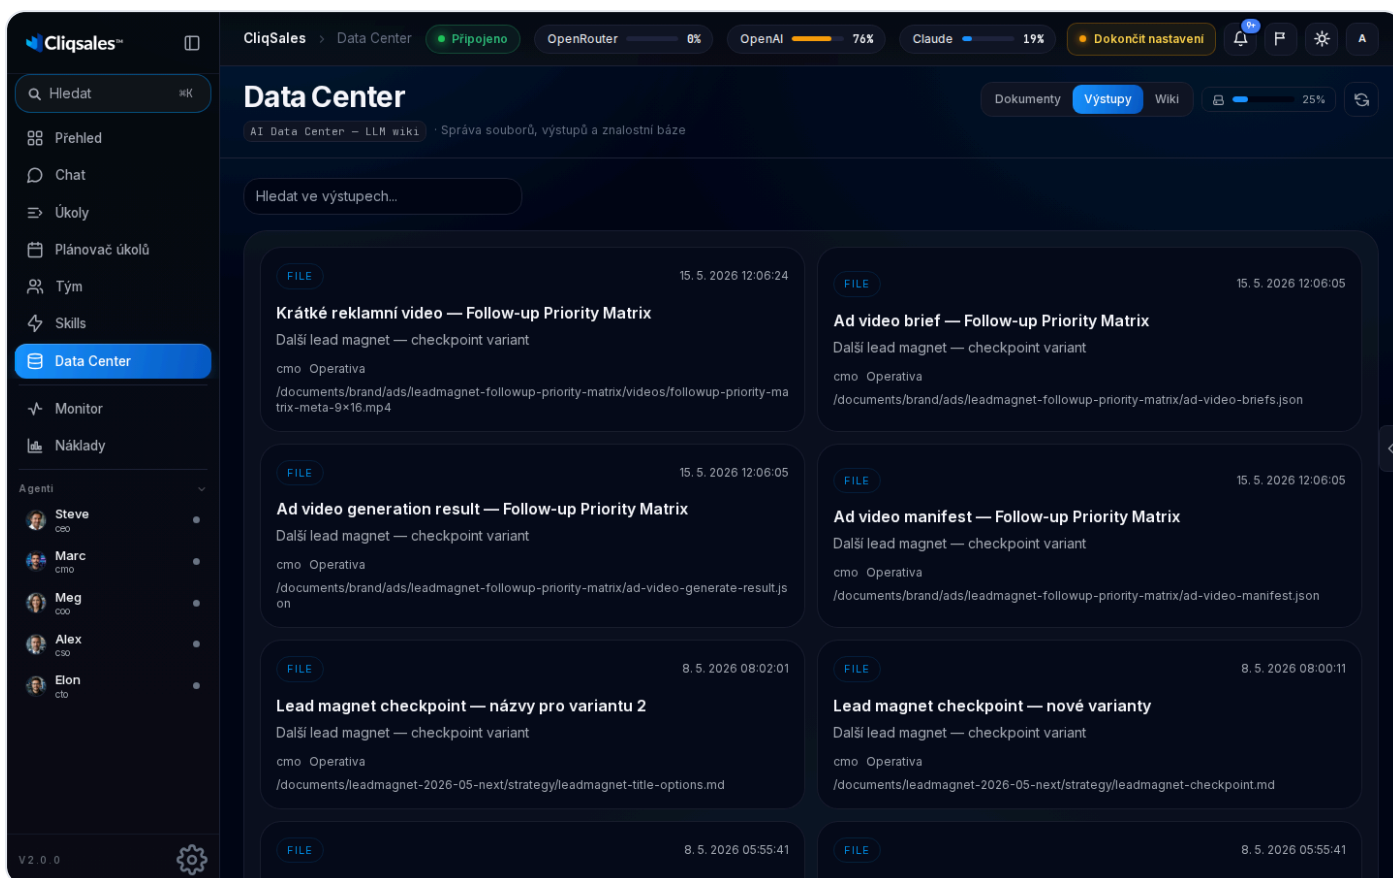 Cliqsales™
Hledat ⌘K
Přehled
Chat
Úkoly
Plánovač úkolů
Tým
Skills
Data Center
Monitor
Náklady
Agenti
Steve
ceo
Marc
cmo
Meg
coo
Alex
cso
Elon
cto
V2.0.0
CliqSales > Data Center
Připojeno
OpenRouter 0%
OpenAI 76%
Claude 19%
Dokončit nastavení
9+
A
Data Center
AI Data Center — LLM wiki · Správa souborů, výstupů a znalostní báze
Dokumenty Výstupy Wiki
25%
Hledat ve výstupech...
FILE 15. 5. 2026 12:06:24
Krátké reklamní video — Follow-up Priority Matrix
Další lead magnet — checkpoint variant
cmo Operativa
/documents/brand/ads/leadmagnet-followup-priority-matrix/videos/followup-priority-ma
trix-meta-9x16.mp4
FILE 15. 5. 2026 12:06:05
Ad video brief — Follow-up Priority Matrix
Další lead magnet — checkpoint variant
cmo Operativa
/documents/brand/ads/leadmagnet-followup-priority-matrix/ad-video-briefs.json
FILE 15. 5. 2026 12:06:05
Ad video generation result — Follow-up Priority Matrix
Další lead magnet — checkpoint variant
cmo Operativa
/documents/brand/ads/leadmagnet-followup-priority-matrix/ad-video-generate-result.js
on
FILE 15. 5. 2026 12:06:05
Ad video manifest — Follow-up Priority Matrix
Další lead magnet — checkpoint variant
cmo Operativa
/documents/brand/ads/leadmagnet-followup-priority-matrix/ad-video-manifest.json
FILE 8. 5. 2026 08:02:01
Lead magnet checkpoint — názvy pro variantu 2
Další lead magnet — checkpoint variant
cmo Operativa
/documents/leadmagnet-2026-05-next/strategy/leadmagnet-title-options.md
FILE 8. 5. 2026 08:00:11
Lead magnet checkpoint — nové varianty
Další lead magnet — checkpoint variant
cmo Operativa
/documents/leadmagnet-2026-05-next/strategy/leadmagnet-checkpoint.md
FILE 8. 5. 2026 05:55:41
FILE 8. 5. 2026 05:55:41